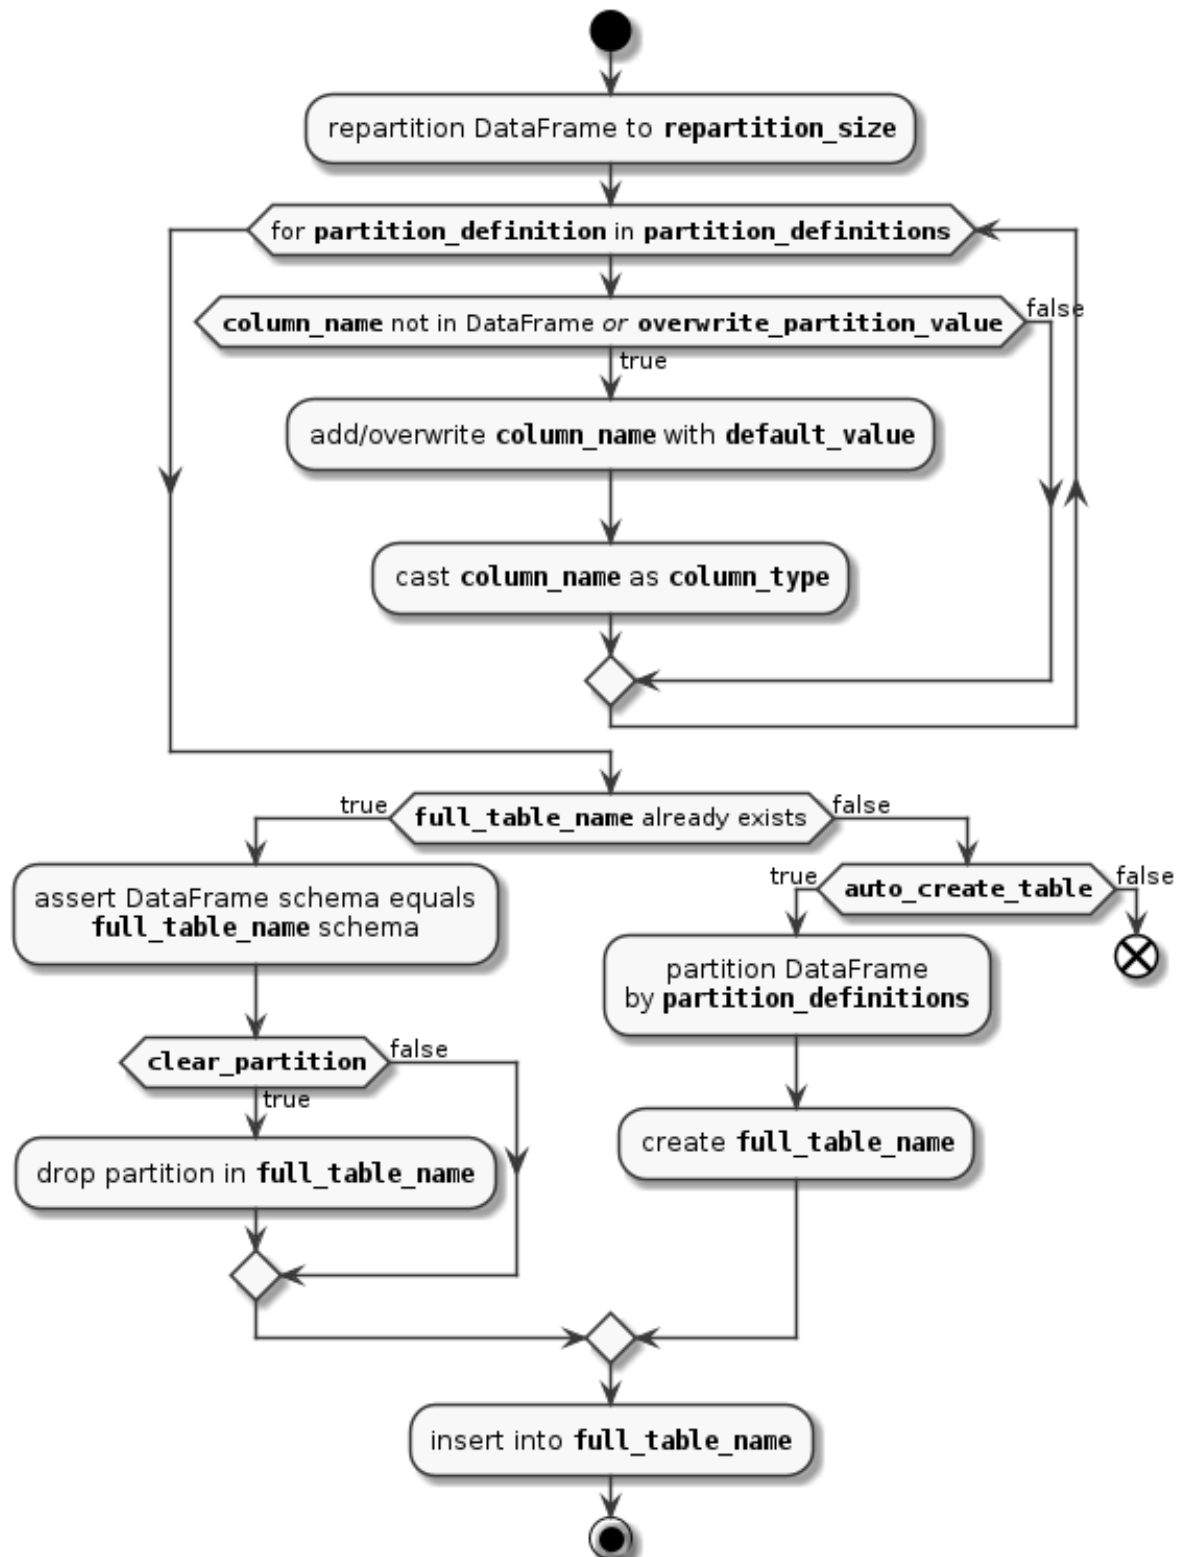 repartition DataFrame to repartition_size
for partition_definition in partition_definitions
column_name not in DataFrame or overwrite_partition_value
false
true
add/overwrite column_name with default_value
cast column_name as column_type
true
full_table_name already exists
false
assert DataFrame schema equals
full_table_name schema
true
auto_create_table
false
partition DataFrame
by partition_definitions
clear_partition
false
true
create full_table_name
drop partition in full_table_name
insert into full_table_name